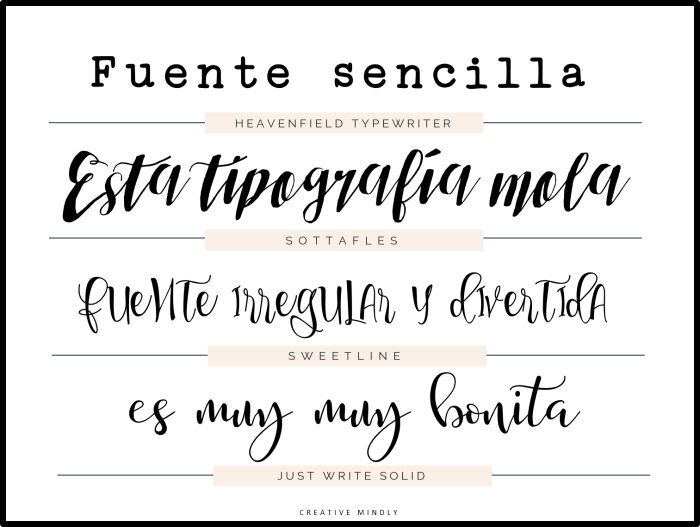 Fuente sencilla
HEAVENFIELD TYPEWRITER
Esta tipografía mola
SOTTAFLES
fUeNTe IrregULAr Y dIverTIdA
SWEETLINE
es muy muy bonita
JUST WRITE SOLID
CREATIVE MINDLY